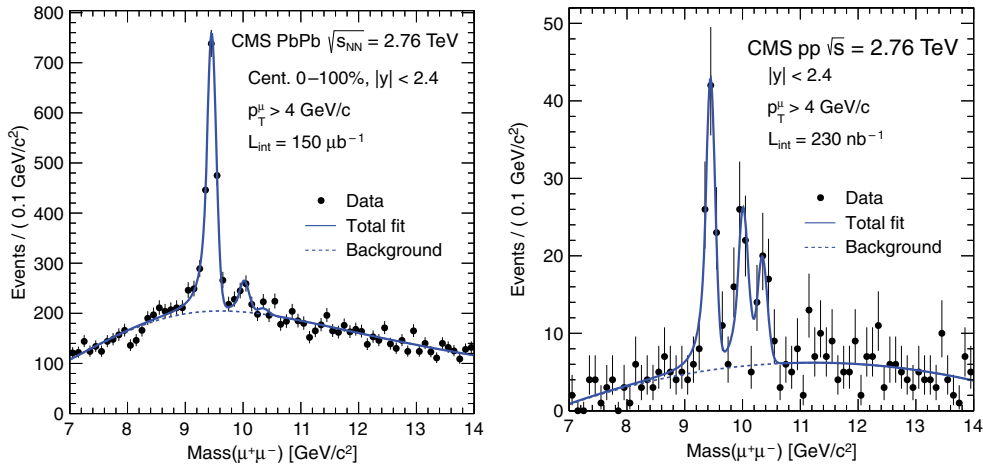 CMS PbPb √sNN = 2.76 TeV
Cent. 0–100%, |y| < 2.4
pTμ > 4 GeV/c
Lint = 150 μb−1
Data
Total fit
Background
Events / ( 0.1 GeV/c2)
800
700
600
500
400
300
200
100
0
7 8 9 10 11 12 13 14
Mass(μ+μ−) [GeV/c2]
CMS pp √s = 2.76 TeV
|y| < 2.4
pTμ > 4 GeV/c
Lint = 230 nb−1
Data
Total fit
Background
Events / ( 0.1 GeV/c2)
50
40
30
20
10
0
7 8 9 10 11 12 13 14
Mass(μ+μ−) [GeV/c2]